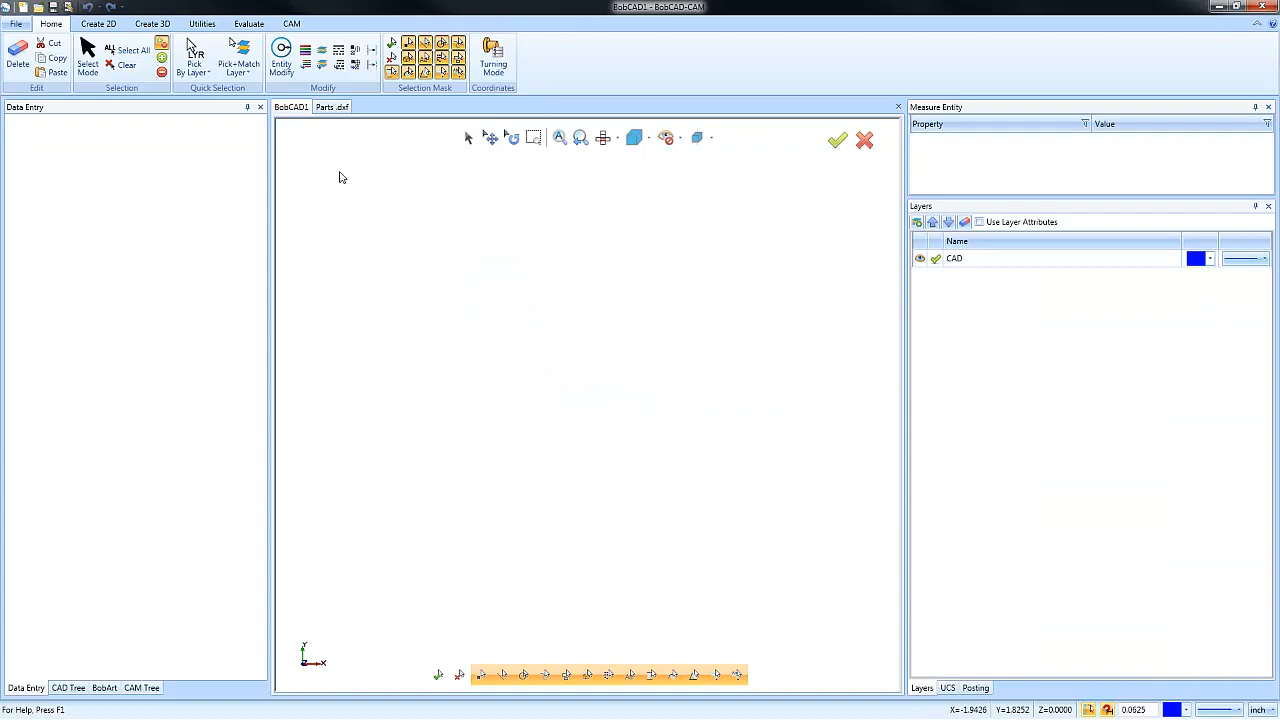 BobCAD1 - BobCAD-CAM
File Home Create 2D Create 3D Utilities Evaluate CAM
Delete
Cut
Copy
Paste
Edit
Select Mode
Select All
Clear
Selection
Pick By Layer
Pick+Match Layer
Quick Selection
Entity Modify
Modify
Selection Mask
Turning Mode
Coordinates
Data Entry
BobCAD1 Parts .dxf
Measure Entity
Property Value
Layers
Use Layer Attributes
Name
CAD
Y
X
Z
Data Entry CAD Tree BobArt CAM Tree
Layers UCS Posting
For Help, Press F1
X=-1.9426 Y=1.8252 Z=0.0000 0.0625 inch